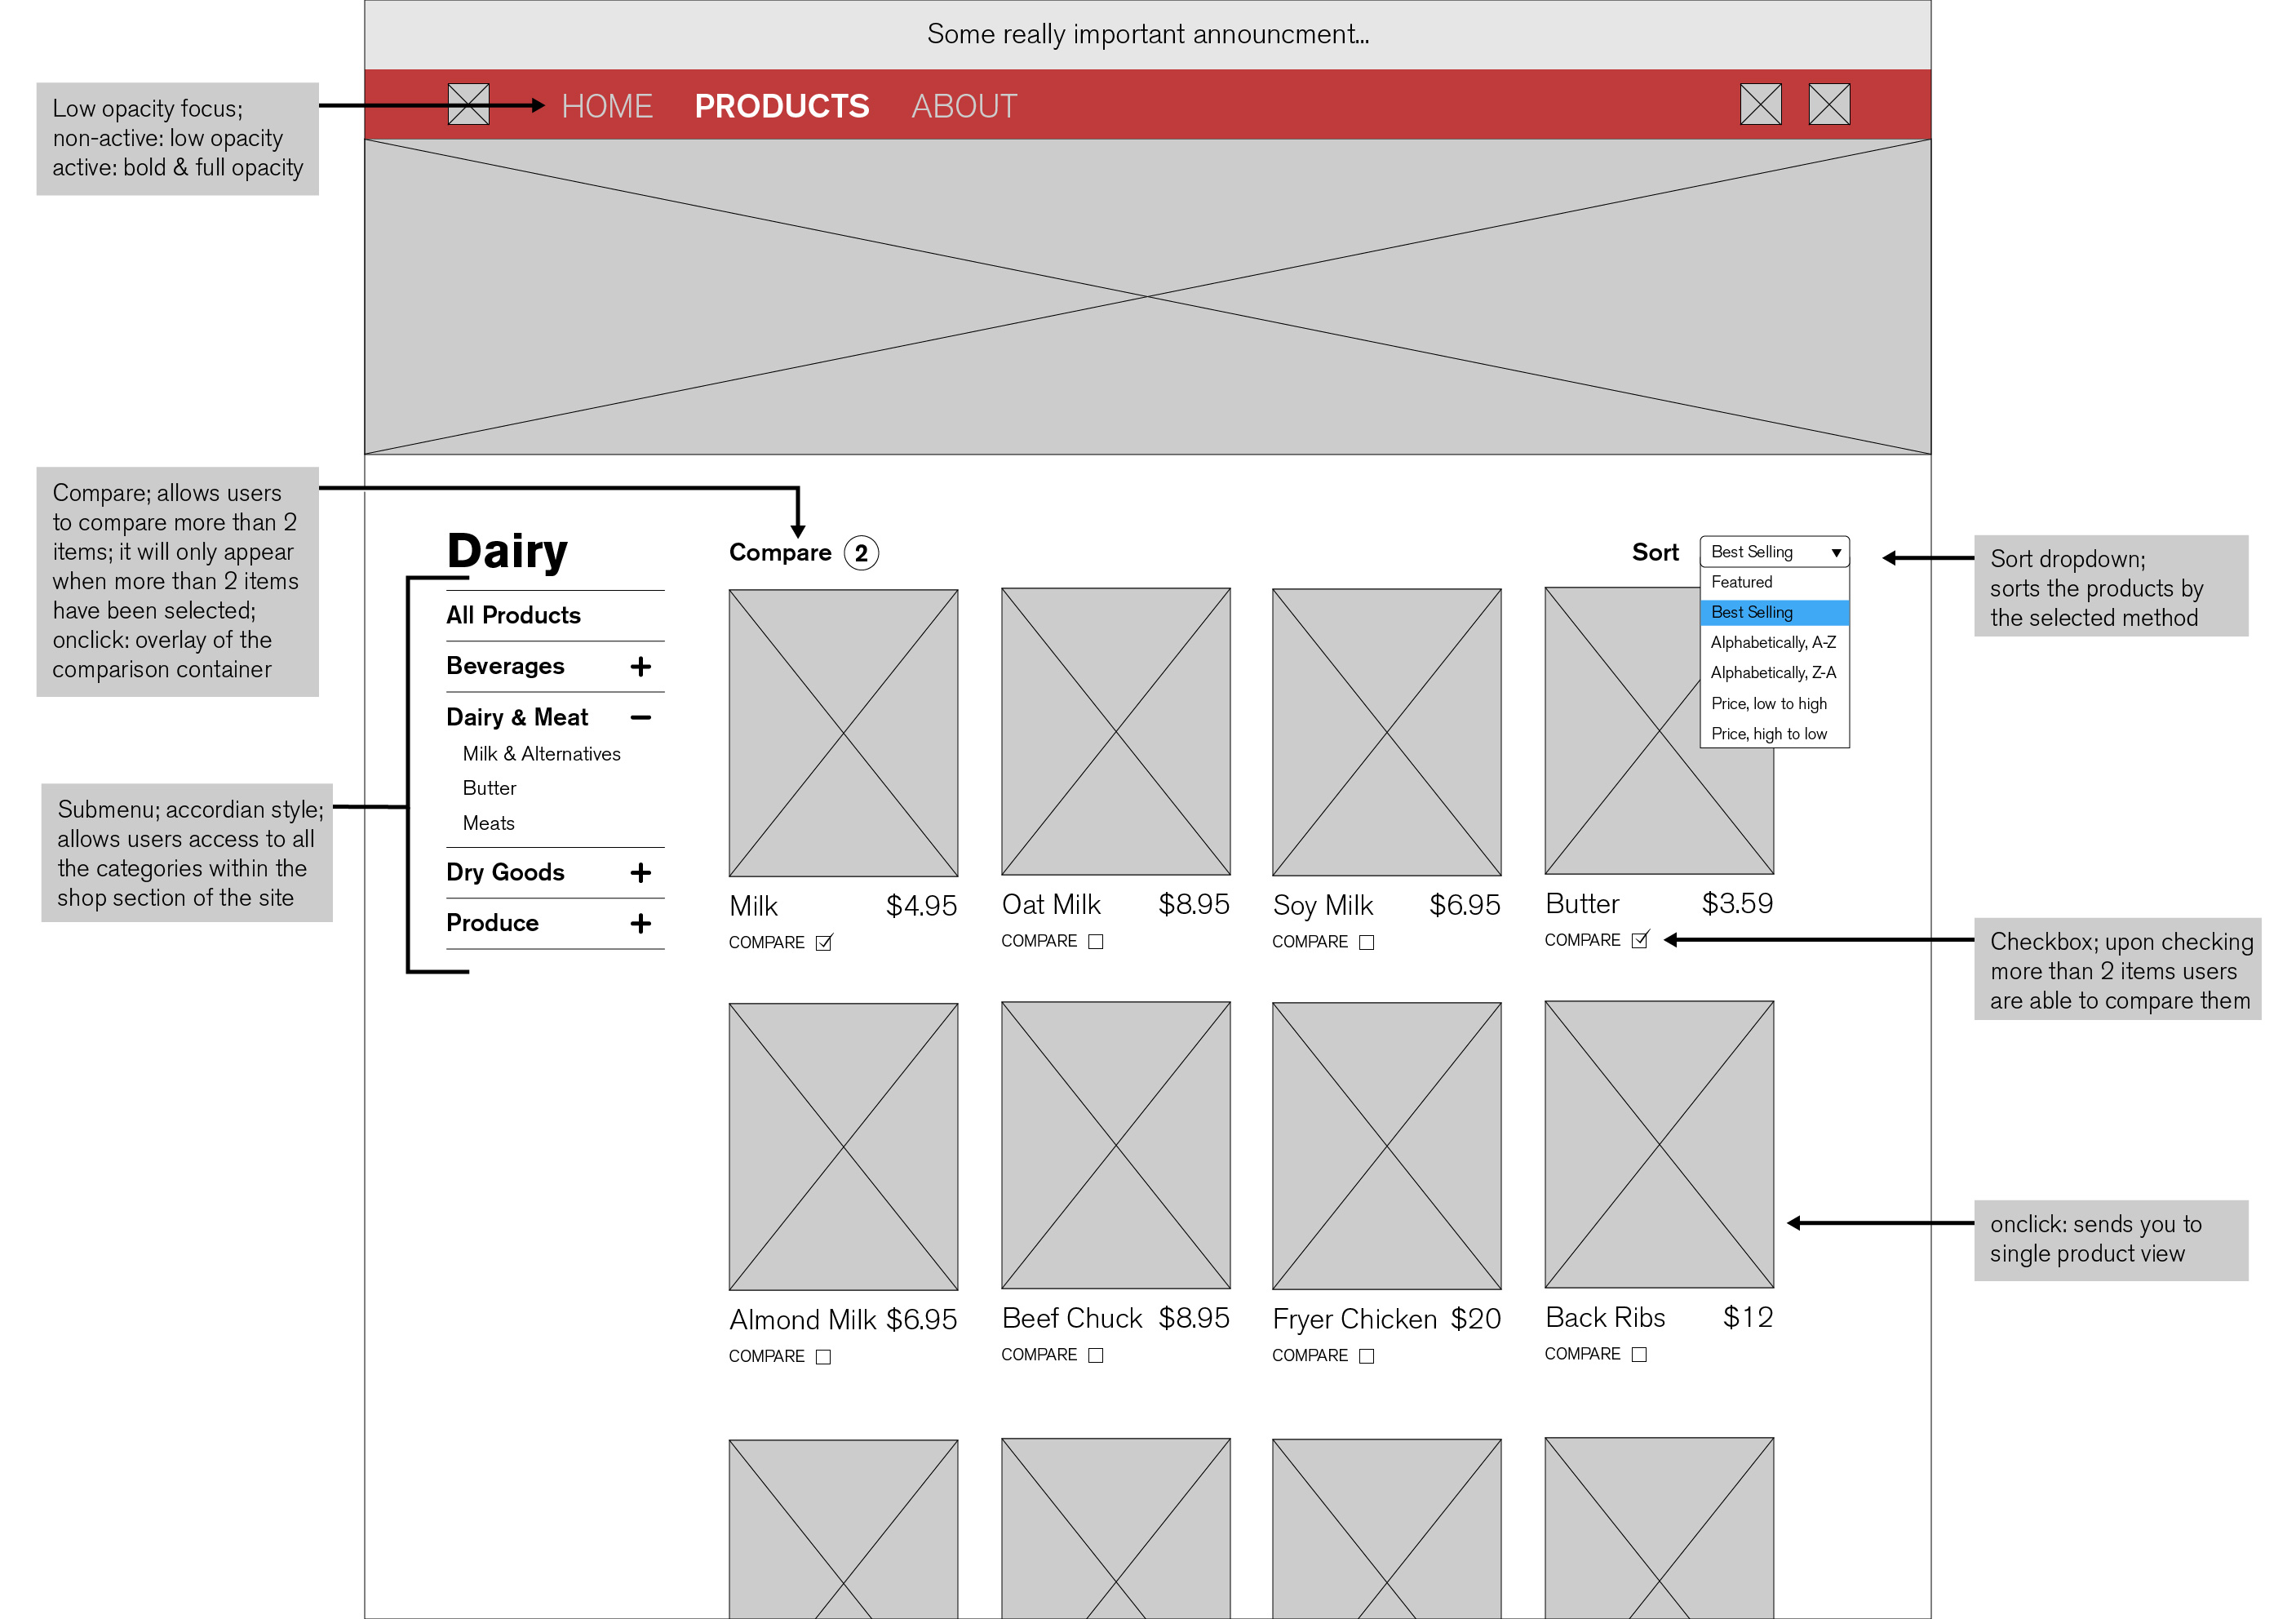 Some really important announcment...
HOME PRODUCTS ABOUT
Low opacity focus;
non-active: low opacity
active: bold & full opacity
Compare; allows users
to compare more than 2
items; it will only appear
when more than 2 items
have been selected;
onclick: overlay of the
comparison container
Submenu; accordian style;
allows users access to all
the categories within the
shop section of the site
Dairy
All Products
Beverages +
Dairy & Meat −
Milk & Alternatives
Butter
Meats
Dry Goods +
Produce +
Compare 2
Sort
Best Selling
Featured
Best Selling
Alphabetically, A-Z
Alphabetically, Z-A
Price, low to high
Price, high to low
Sort dropdown;
sorts the products by
the selected method
Milk $4.95
COMPARE
Oat Milk $8.95
COMPARE
Soy Milk $6.95
COMPARE
Butter $3.59
COMPARE
Checkbox; upon checking
more than 2 items users
are able to compare them
Almond Milk $6.95
COMPARE
Beef Chuck $8.95
COMPARE
Fryer Chicken $20
COMPARE
Back Ribs $12
COMPARE
onclick: sends you to
single product view